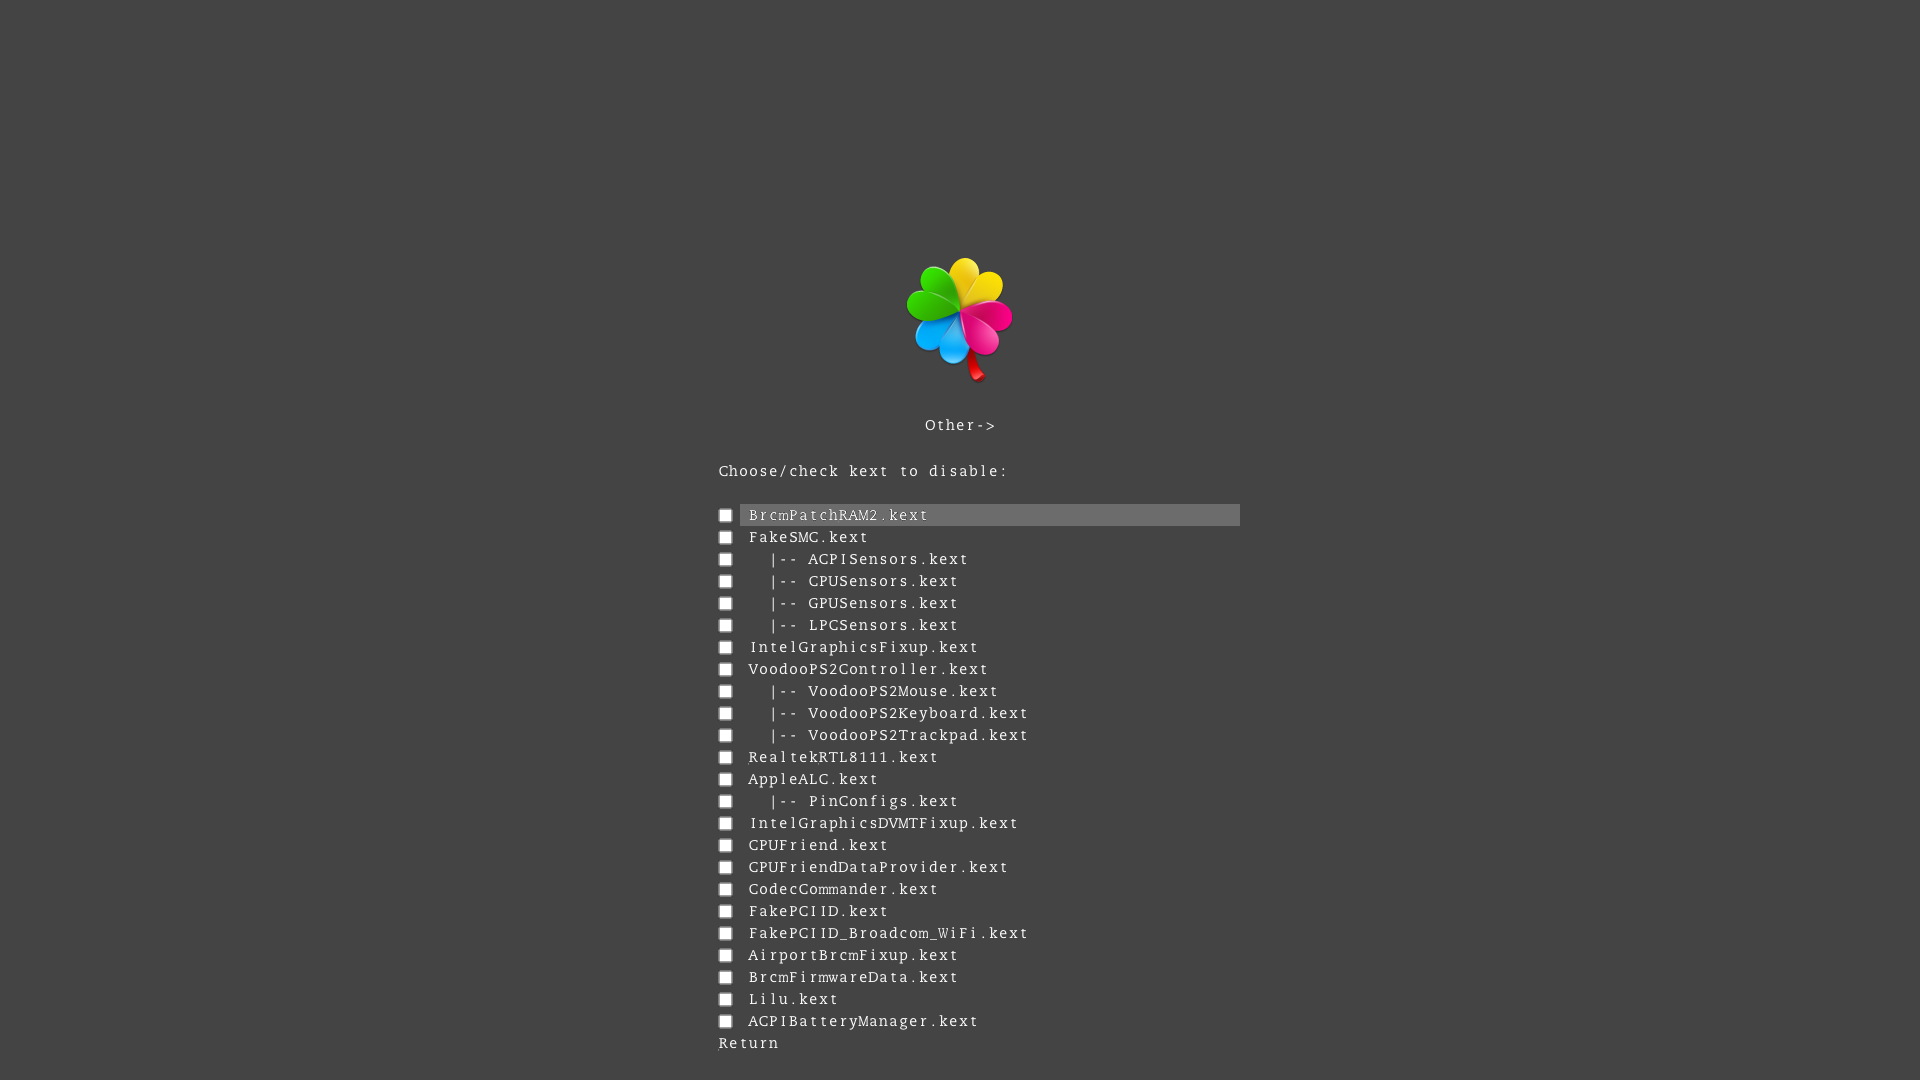 Other->
Choose/check kext to disable:
BrcmPatchRAM2.kext
FakeSMC.kext
|-- ACPISensors.kext
|-- CPUSensors.kext
|-- GPUSensors.kext
|-- LPCSensors.kext
IntelGraphicsFixup.kext
VoodooPS2Controller.kext
|-- VoodooPS2Mouse.kext
|-- VoodooPS2Keyboard.kext
|-- VoodooPS2Trackpad.kext
RealtekRTL8111.kext
AppleALC.kext
|-- PinConfigs.kext
IntelGraphicsDVMTFixup.kext
CPUFriend.kext
CPUFriendDataProvider.kext
CodecCommander.kext
FakePCIID.kext
FakePCIID_Broadcom_WiFi.kext
AirportBrcmFixup.kext
BrcmFirmwareData.kext
Lilu.kext
ACPIBatteryManager.kext
Return